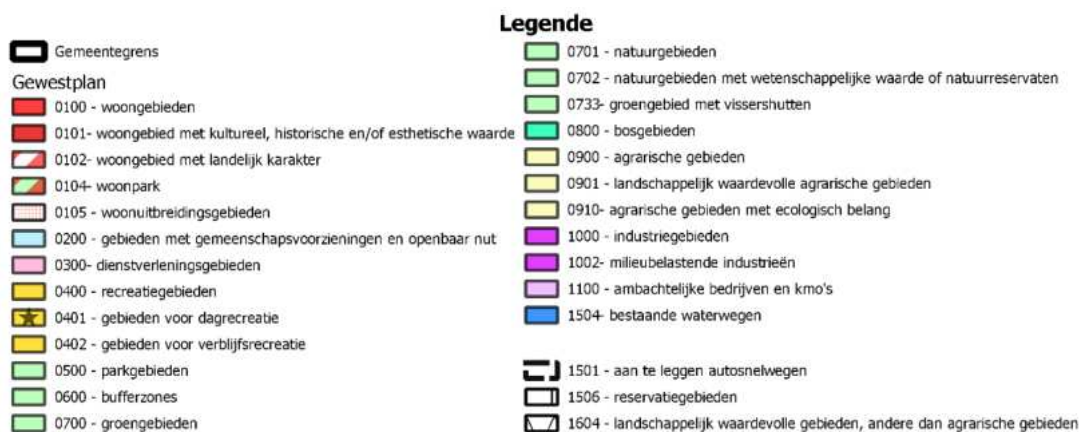 Legende
Gemeentegrens
Gewestplan
0100 - woongebieden
0101- woongebied met kultureel, historische en/of esthetische waarde
0102- woongebied met landelijk karakter
0104- woonpark
0105 - woonuitbreidingsgebieden
0200 - gebieden met gemeenschapsvoorzieningen en openbaar nut
0300- dienstverleningsgebieden
0400 - recreatiegebieden
0401 - gebieden voor dagrecreatie
0402 - gebieden voor verblijfsrecreatie
0500 - parkgebieden
0600 - bufferzones
0700 - groengebieden
0701 - natuurgebieden
0702 - natuurgebieden met wetenschappelijke waarde of natuurreservaten
0733- groengebied met vissershutten
0800 - bosgebieden
0900 - agrarische gebieden
0901 - landschappelijk waardevolle agrarische gebieden
0910- agrarische gebieden met ecologisch belang
1000 - industriegebieden
1002- milieubelastende industrieën
1100 - ambachtelijke bedrijven en kmo's
1504- bestaande waterwegen
1501 - aan te leggen autosnelwegen
1506 - reservatiegebieden
1604 - landschappelijk waardevolle gebieden, andere dan agrarische gebieden